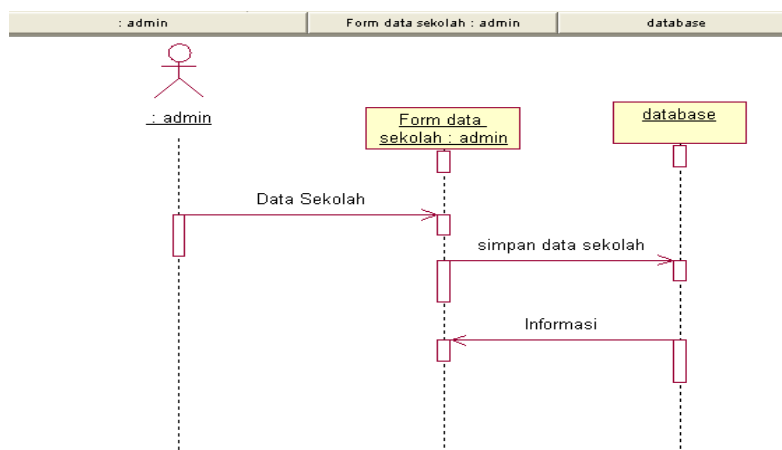 : admin
Form data sekolah : admin
database
: admin
Form data
sekolah : admin
database
Data Sekolah
simpan data sekolah
Informasi